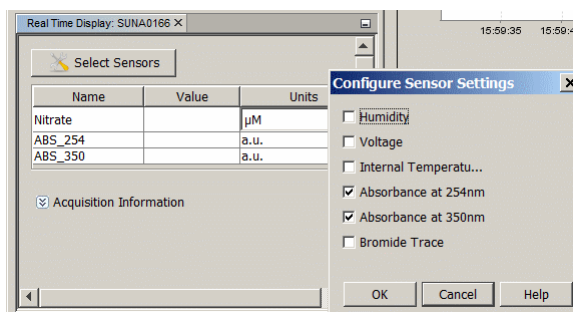 Real Time Display: SUNA0166
Select Sensors
Name Value Units
Nitrate µM
ABS_254 a.u.
ABS_350 a.u.
Acquisition Information
15:59:35 15:59:4
Configure Sensor Settings
Humidity
Voltage
Internal Temperatu...
Absorbance at 254nm
Absorbance at 350nm
Bromide Trace
OK Cancel Help